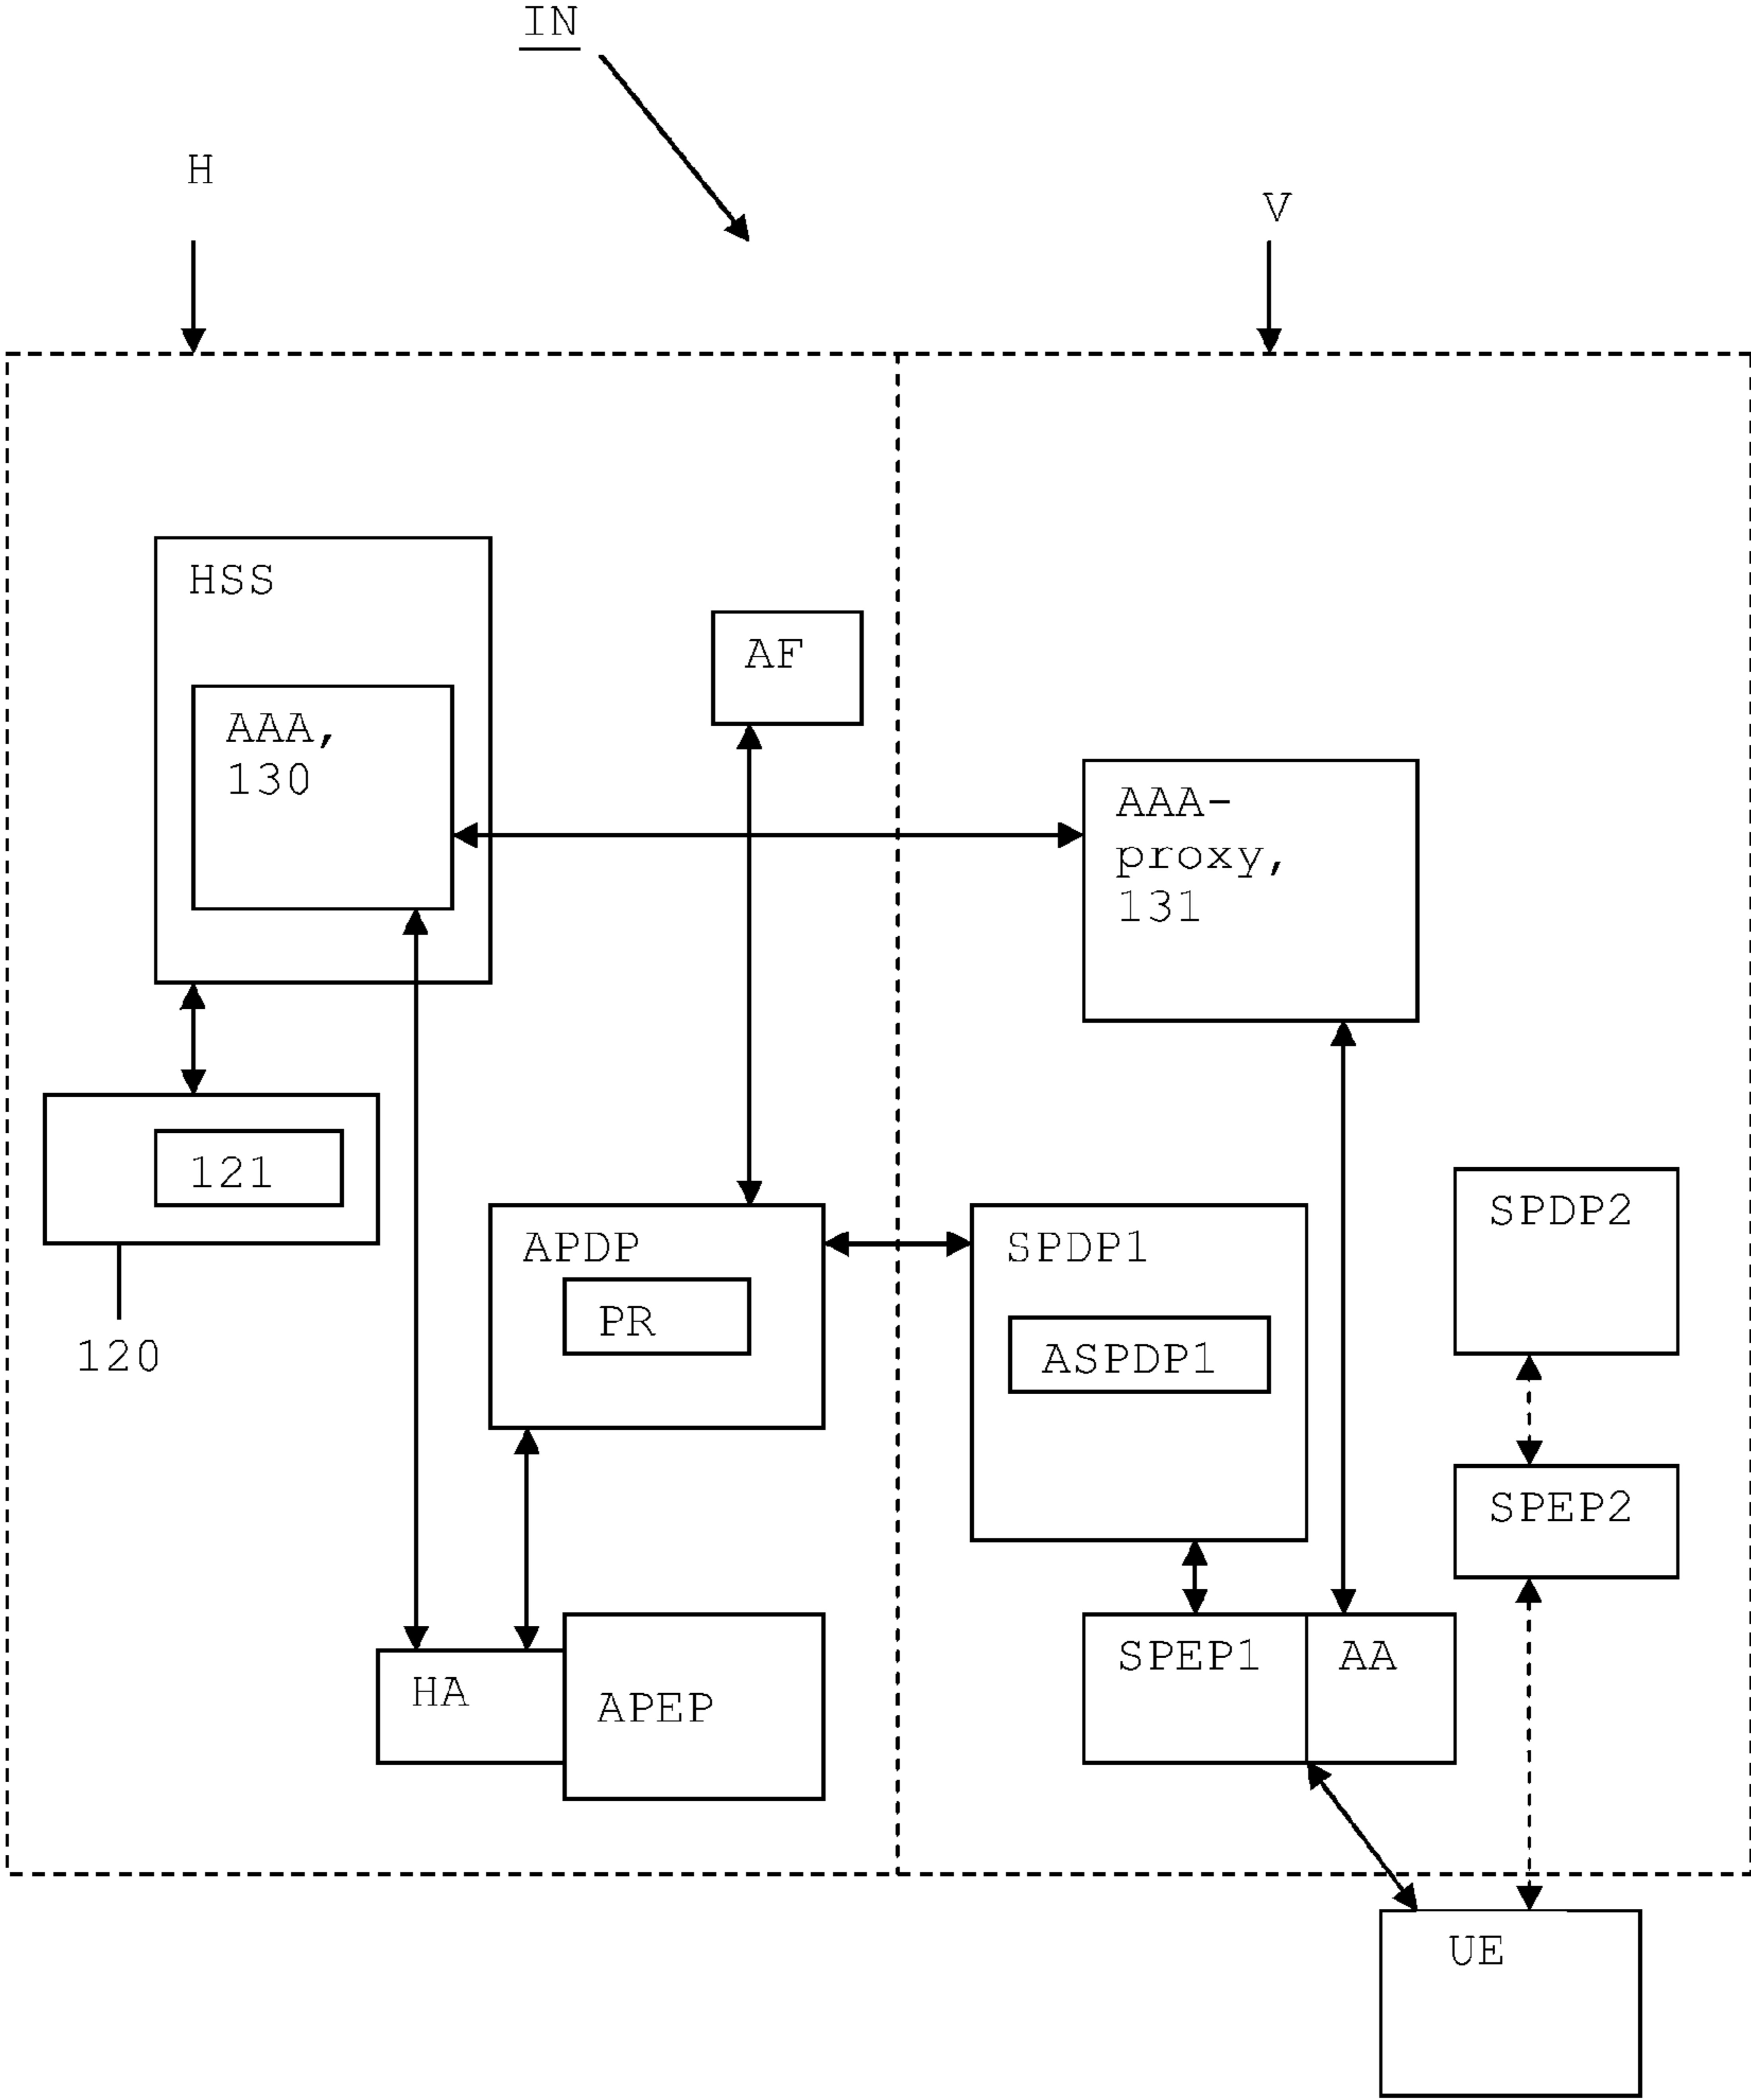 IN
H
V
HSS
AF
AAA,
130
AAA-
proxy,
131
121
SPDP2
APDP
SPDP1
PR
120
ASPDP1
SPEP2
SPEP1
AA
HA
APEP
UE